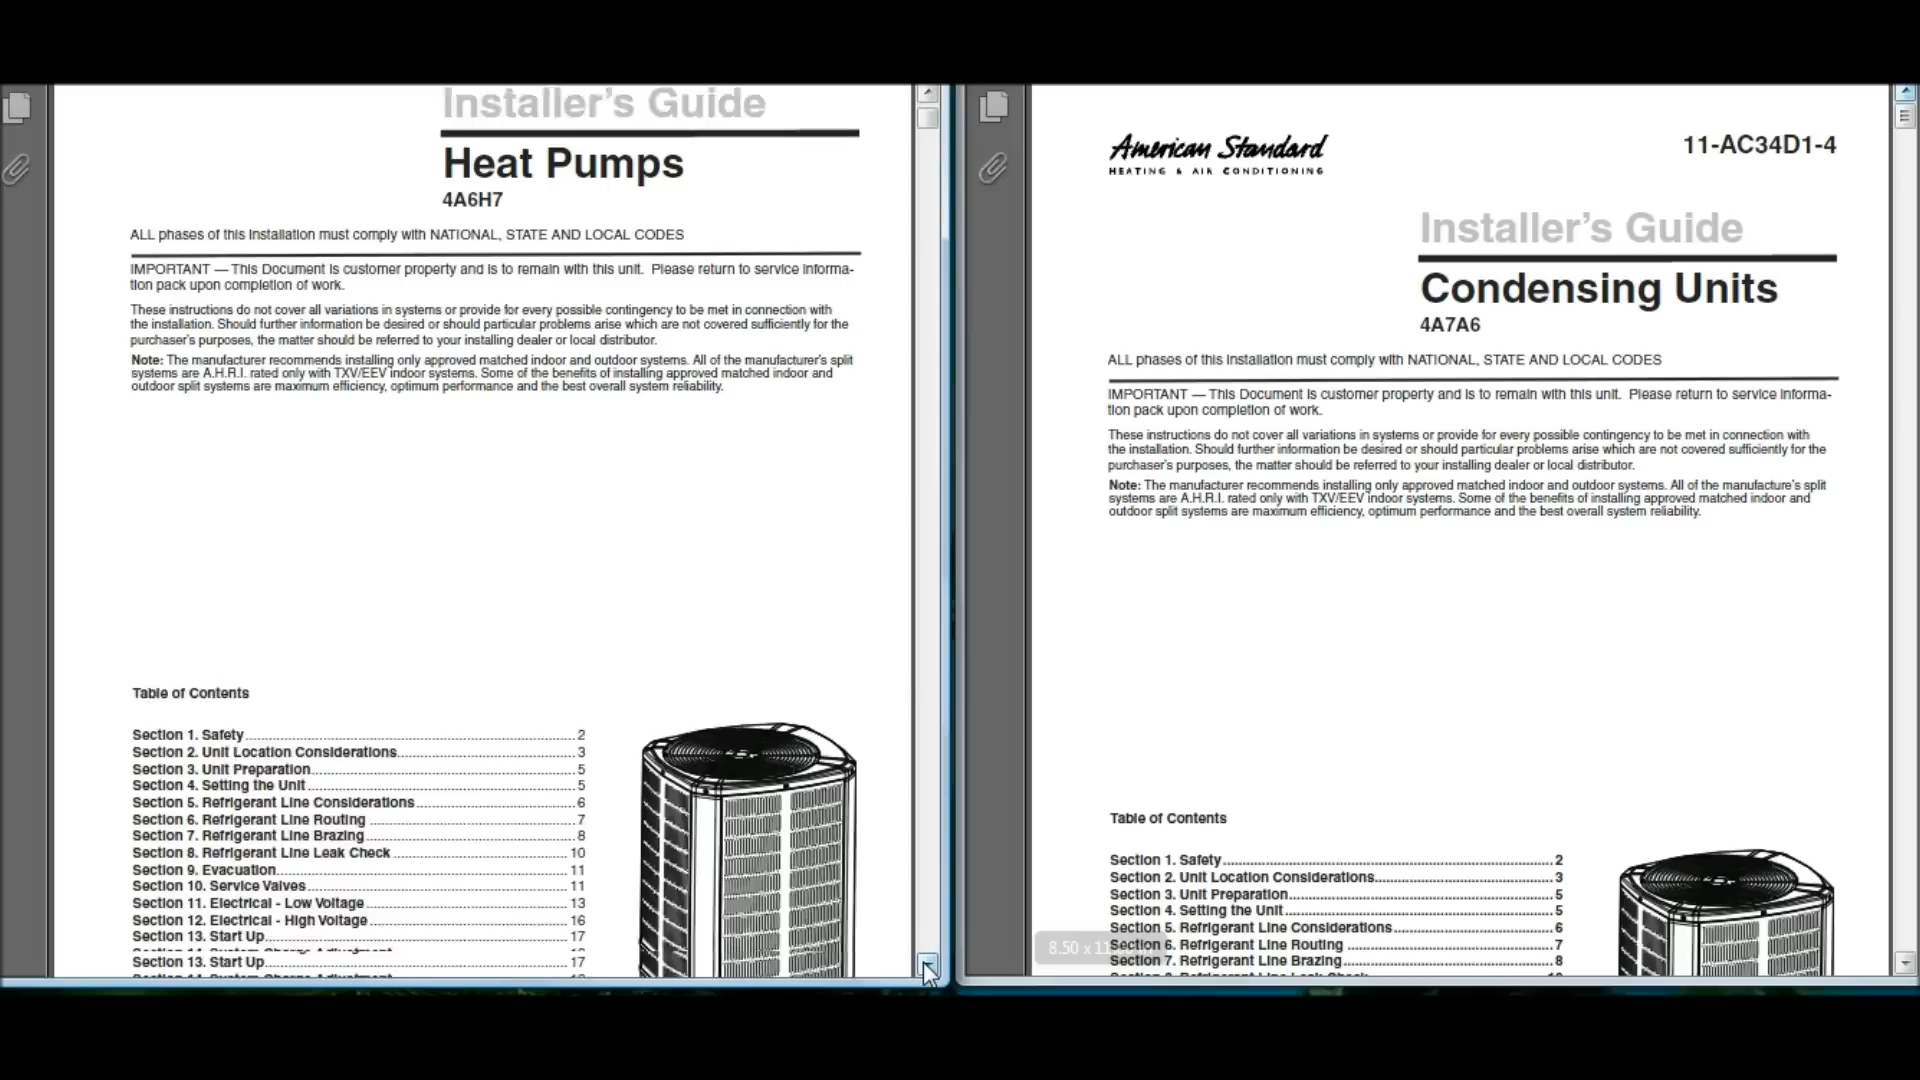 Installer's Guide
Heat Pumps
4A6H7
ALL phases of this installation must comply with NATIONAL, STATE AND LOCAL CODES
IMPORTANT — This Document is customer property and is to remain with this unit. Please return to service informa-
tion pack upon completion of work.
These instructions do not cover all variations in systems or provide for every possible contingency to be met in connection with
the installation. Should further information be desired or should particular problems arise which are not covered sufficiently for the
purchaser's purposes, the matter should be referred to your installing dealer or local distributor.
Note: The manufacturer recommends installing only approved matched indoor and outdoor systems. All of the manufacturer's split
systems are A.H.R.I. rated only with TXV/EEV indoor systems. Some of the benefits of installing approved matched indoor and
outdoor split systems are maximum efficiency, optimum performance and the best overall system reliability.
Table of Contents
Section 1. Safety 2
Section 2. Unit Location Considerations 3
Section 3. Unit Preparation 5
Section 4. Setting the Unit 5
Section 5. Refrigerant Line Considerations 6
Section 6. Refrigerant Line Routing 7
Section 7. Refrigerant Line Brazing 8
Section 8. Refrigerant Line Leak Check 10
Section 9. Evacuation 11
Section 10. Service Valves 11
Section 11. Electrical - Low Voltage 13
Section 12. Electrical - High Voltage 16
Section 13. Start Up 17
Section 13. Start Up 17
American Standard
HEATING & AIR CONDITIONING
11-AC34D1-4
Installer's Guide
Condensing Units
4A7A6
ALL phases of this installation must comply with NATIONAL, STATE AND LOCAL CODES
IMPORTANT — This Document is customer property and is to remain with this unit. Please return to service informa-
tion pack upon completion of work.
These instructions do not cover all variations in systems or provide for every possible contingency to be met in connection with
the installation. Should further information be desired or should particular problems arise which are not covered sufficiently for the
purchaser's purposes, the matter should be referred to your installing dealer or local distributor.
Note: The manufacturer recommends installing only approved matched indoor and outdoor systems. All of the manufacture's split
systems are A.H.R.I. rated only with TXV/EEV indoor systems. Some of the benefits of installing approved matched indoor and
outdoor split systems are maximum efficiency, optimum performance and the best overall system reliability.
Table of Contents
Section 1. Safety 2
Section 2. Unit Location Considerations 3
Section 3. Unit Preparation 5
Section 4. Setting the Unit 5
Section 5. Refrigerant Line Considerations 6
Section 6. Refrigerant Line Routing 7
Section 7. Refrigerant Line Brazing 8
8.50 x